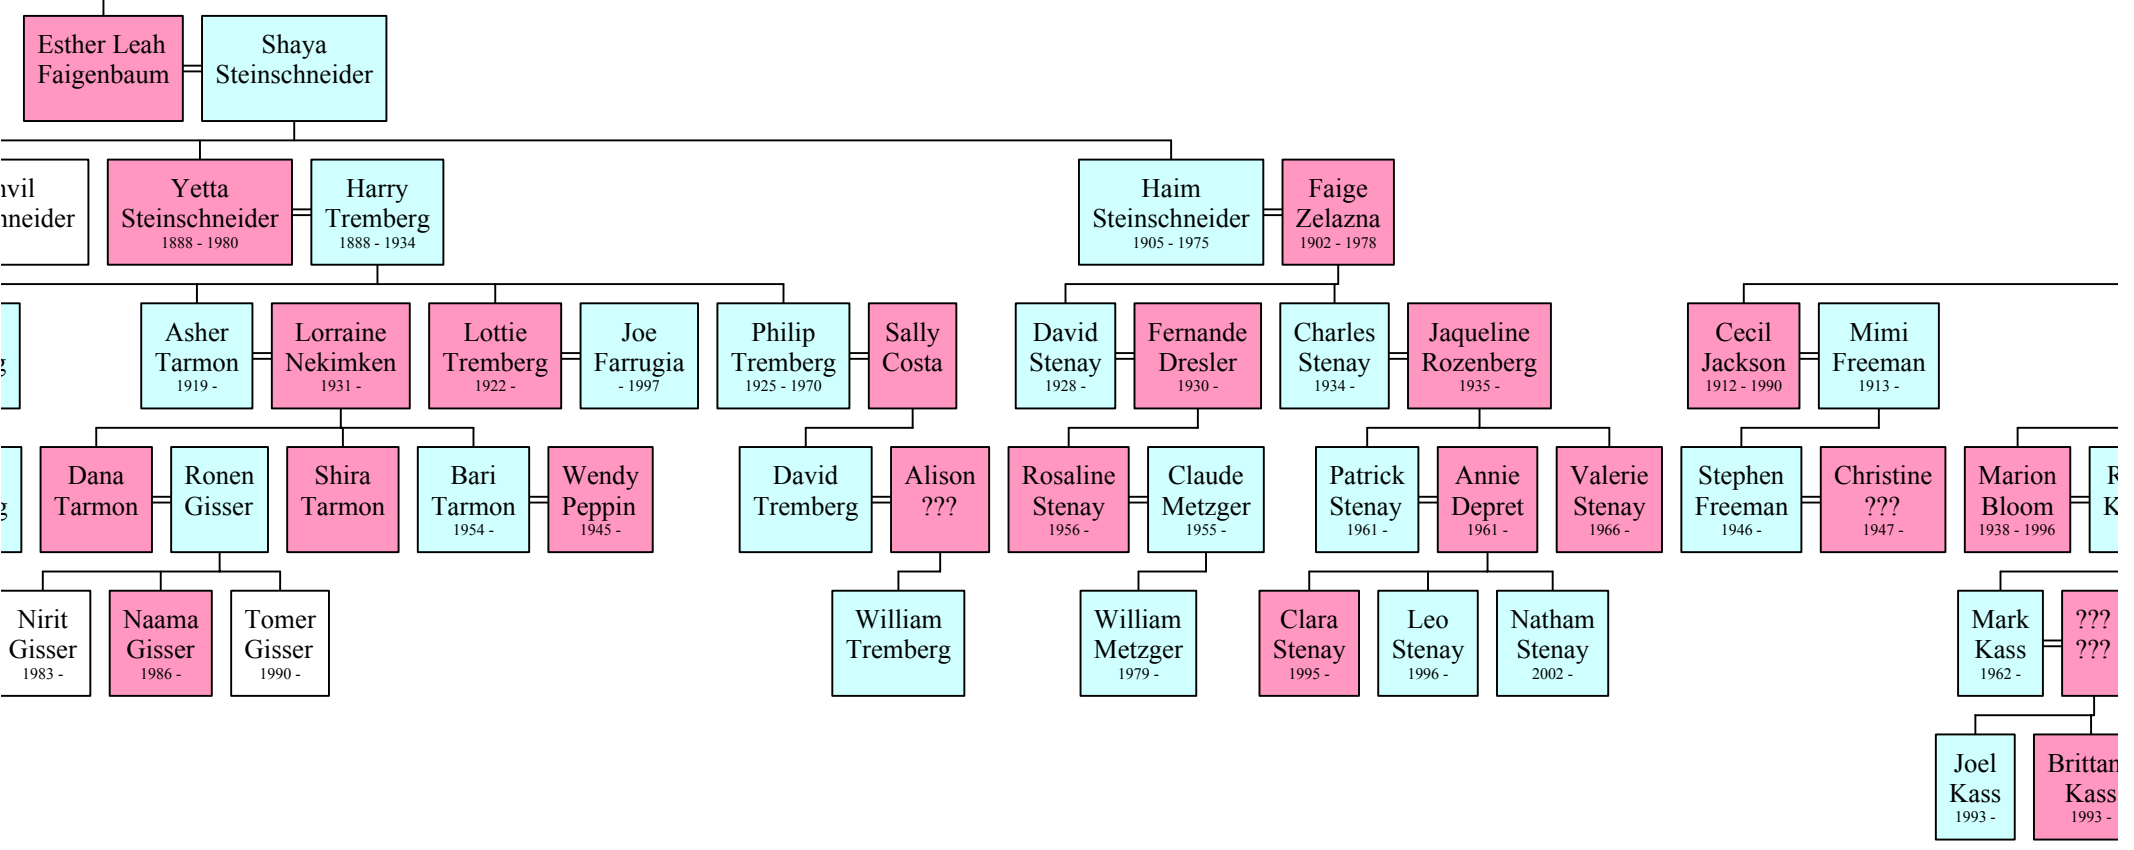 Esther Leah
Faigenbaum
Shaya
Steinschneider
Yetta
Steinschneider
1888 - 1980
Harry
Tremberg
1888 - 1934
Haim
Steinschneider
1905 - 1975
Faige
Zelazna
1902 - 1978
Asher
Tarmon
1919 -
Lorraine
Nekimken
1931 -
Lottie
Tremberg
1922 -
Joe
Farrugia
- 1997
Philip
Tremberg
1925 - 1970
Sally
Costa
David
Stenay
1928 -
Fernande
Dresler
1930 -
Charles
Stenay
1934 -
Jaqueline
Rozenberg
1935 -
Cecil
Jackson
1912 - 1990
Mimi
Freeman
1913 -
Dana
Tarmon
Ronen
Gisser
Shira
Tarmon
Bari
Tarmon
1954 -
Wendy
Peppin
1945 -
David
Tremberg
Alison
???
Rosaline
Stenay
1956 -
Claude
Metzger
1955 -
Patrick
Stenay
1961 -
Annie
Depret
1961 -
Valerie
Stenay
1966 -
Stephen
Freeman
1946 -
Christine
???
1947 -
Marion
Bloom
1938 - 1996
Nirit
Gisser
1983 -
Naama
Gisser
1986 -
Tomer
Gisser
1990 -
William
Tremberg
William
Metzger
1979 -
Clara
Stenay
1995 -
Leo
Stenay
1996 -
Natham
Stenay
2002 -
Mark
Kass
1962 -
???
???
Joel
Kass
1993 -
Kass
1993 -